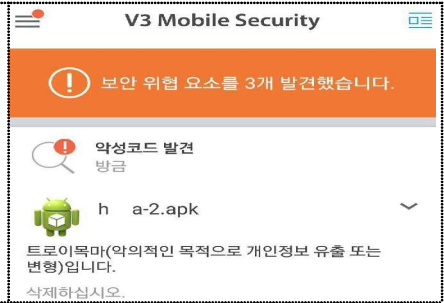 V3 Mobile Security
보안 위협 요소를 3개 발견했습니다.
악성코드 발견
방금
h a-2.apk
트로이목마(악의적인 목적으로 개인정보 유출 또는
변형)입니다.
삭제하십시오.